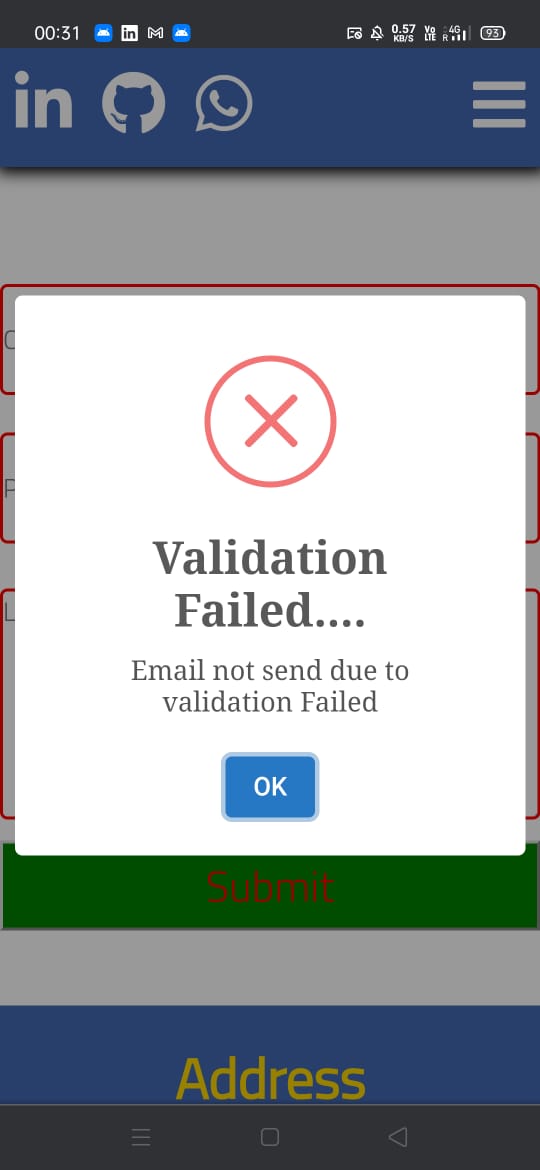 00:31
0.57
KB/S
Vo
LTE
4G
R
93
in
Validation
Failed....
Email not send due to
validation Failed
OK
Submit
Address